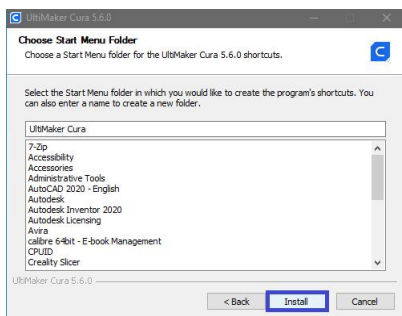 UltiMaker Cura 5.6.0
Choose Start Menu Folder
Choose a Start Menu folder for the UltiMaker Cura 5.6.0 shortcuts.
Select the Start Menu folder in which you would like to create the program's shortcuts. You
can also enter a name to create a new folder.
UltiMaker Cura
7-Zip
Accessibility
Accessories
Administrative Tools
AutoCAD 2020 - English
Autodesk
Autodesk Inventor 2020
Autodesk Licensing
Avira
calibre 64bit - E-book Management
CPUID
Creality Slicer
UltiMaker Cura 5.6.0
< Back Install Cancel